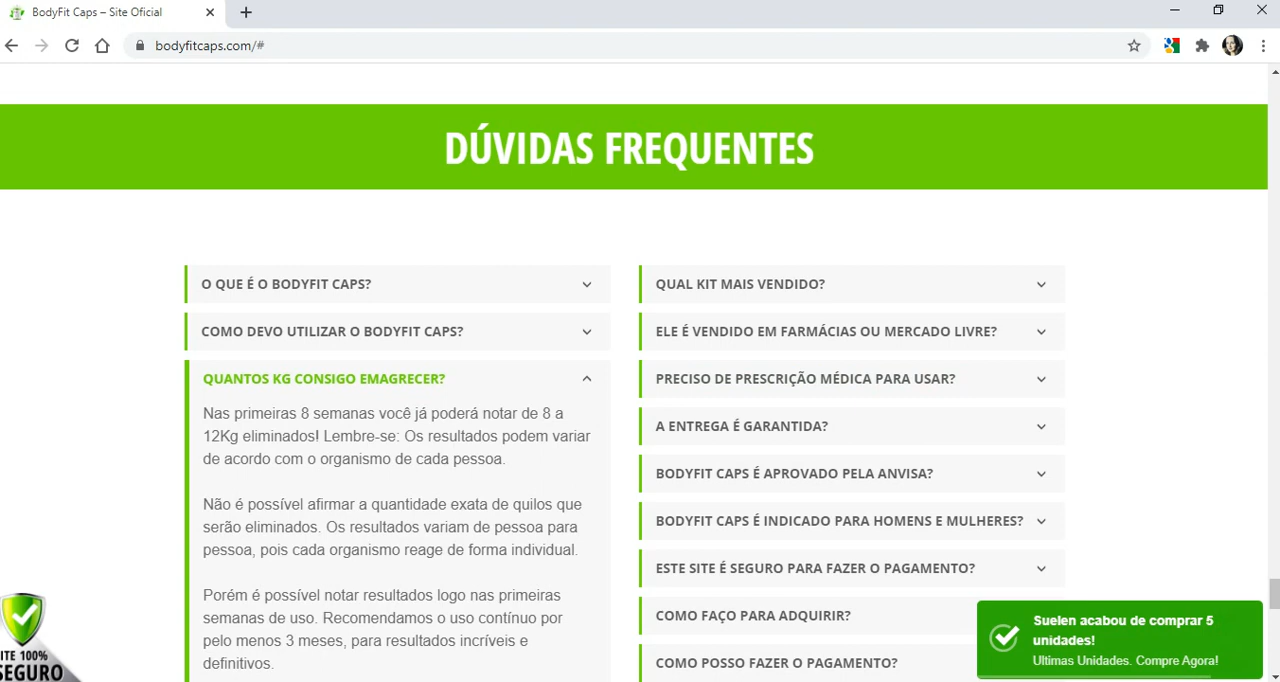 BodyFit Caps – Site Oficial
bodyfitcaps.com/#
DÚVIDAS FREQUENTES
O QUE É O BODYFIT CAPS?
COMO DEVO UTILIZAR O BODYFIT CAPS?
QUANTOS KG CONSIGO EMAGRECER?
Nas primeiras 8 semanas você já poderá notar de 8 a
12Kg eliminados! Lembre-se: Os resultados podem variar
de acordo com o organismo de cada pessoa.
Não é possível afirmar a quantidade exata de quilos que
serão eliminados. Os resultados variam de pessoa para
pessoa, pois cada organismo reage de forma individual.
Porém é possível notar resultados logo nas primeiras
semanas de uso. Recomendamos o uso contínuo por
pelo menos 3 meses, para resultados incríveis e
definitivos.
QUAL KIT MAIS VENDIDO?
ELE É VENDIDO EM FARMÁCIAS OU MERCADO LIVRE?
PRECISO DE PRESCRIÇÃO MÉDICA PARA USAR?
A ENTREGA É GARANTIDA?
BODYFIT CAPS É APROVADO PELA ANVISA?
BODYFIT CAPS É INDICADO PARA HOMENS E MULHERES?
ESTE SITE É SEGURO PARA FAZER O PAGAMENTO?
COMO FAÇO PARA ADQUIRIR?
COMO POSSO FAZER O PAGAMENTO?
ITE 100%
SEGURO
Suelen acabou de comprar 5
unidades!
Ultimas Unidades. Compre Agora!